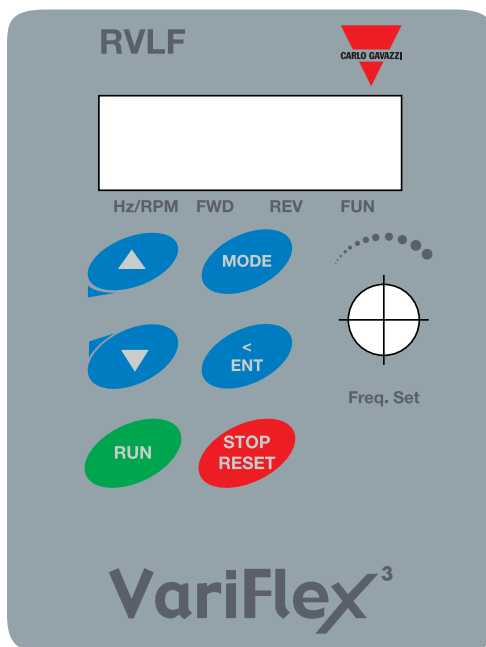 RVLF
CARLO GAVAZZI
Hz/RPM FWD REV FUN
MODE
<
ENT
Freq. Set
RUN
STOP
RESET
VariFlex³